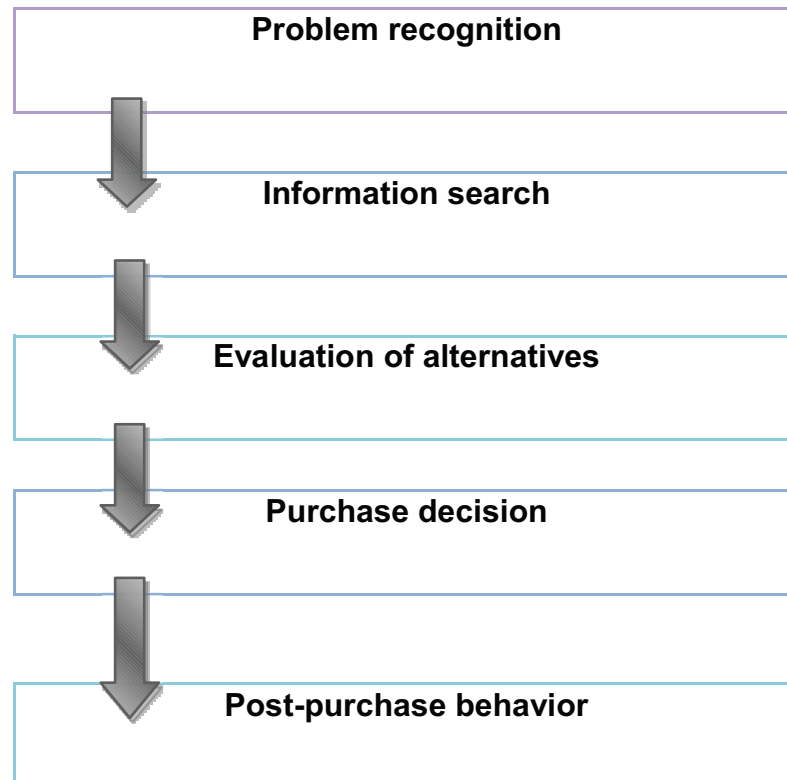 Problem recognition
Information search
Evaluation of alternatives
Purchase decision
Post-purchase behavior